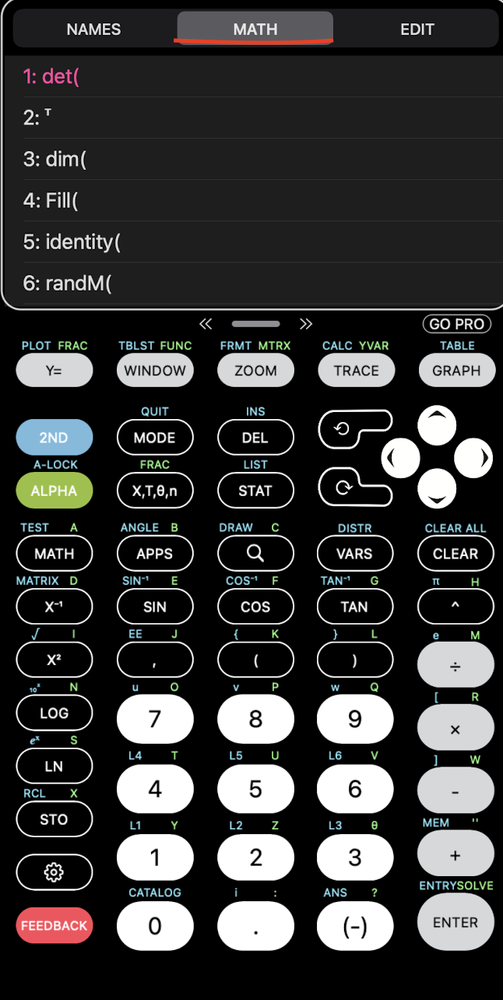 NAMES MATH EDIT
1: det(
2: ᵀ
3: dim(
4: Fill(
5: identity(
6: randM(
GO PRO
PLOT FRAC TBLST FUNC FRMT MTRX CALC YVAR TABLE
Y= WINDOW ZOOM TRACE GRAPH
QUIT INS
2ND MODE DEL
A-LOCK FRAC LIST
ALPHA X,T,θ,n STAT
TEST A ANGLE B DRAW C DISTR CLEAR ALL
MATH APPS VARS CLEAR
MATRIX D SIN⁻¹ E COS⁻¹ F TAN⁻¹ G π H
X⁻¹ SIN COS TAN ^
√ I EE J { K } L e M
X² , ( ) ÷
₁₀ˣ N u O v P w Q [ R
LOG 7 8 9 ×
eˣ S L4 T L5 U L6 V ] W
LN 4 5 6 -
RCL X L1 Y L2 Z L3 θ MEM "
STO 1 2 3 +
CATALOG i : ANS ? ENTRY SOLVE
FEEDBACK 0 . (-) ENTER